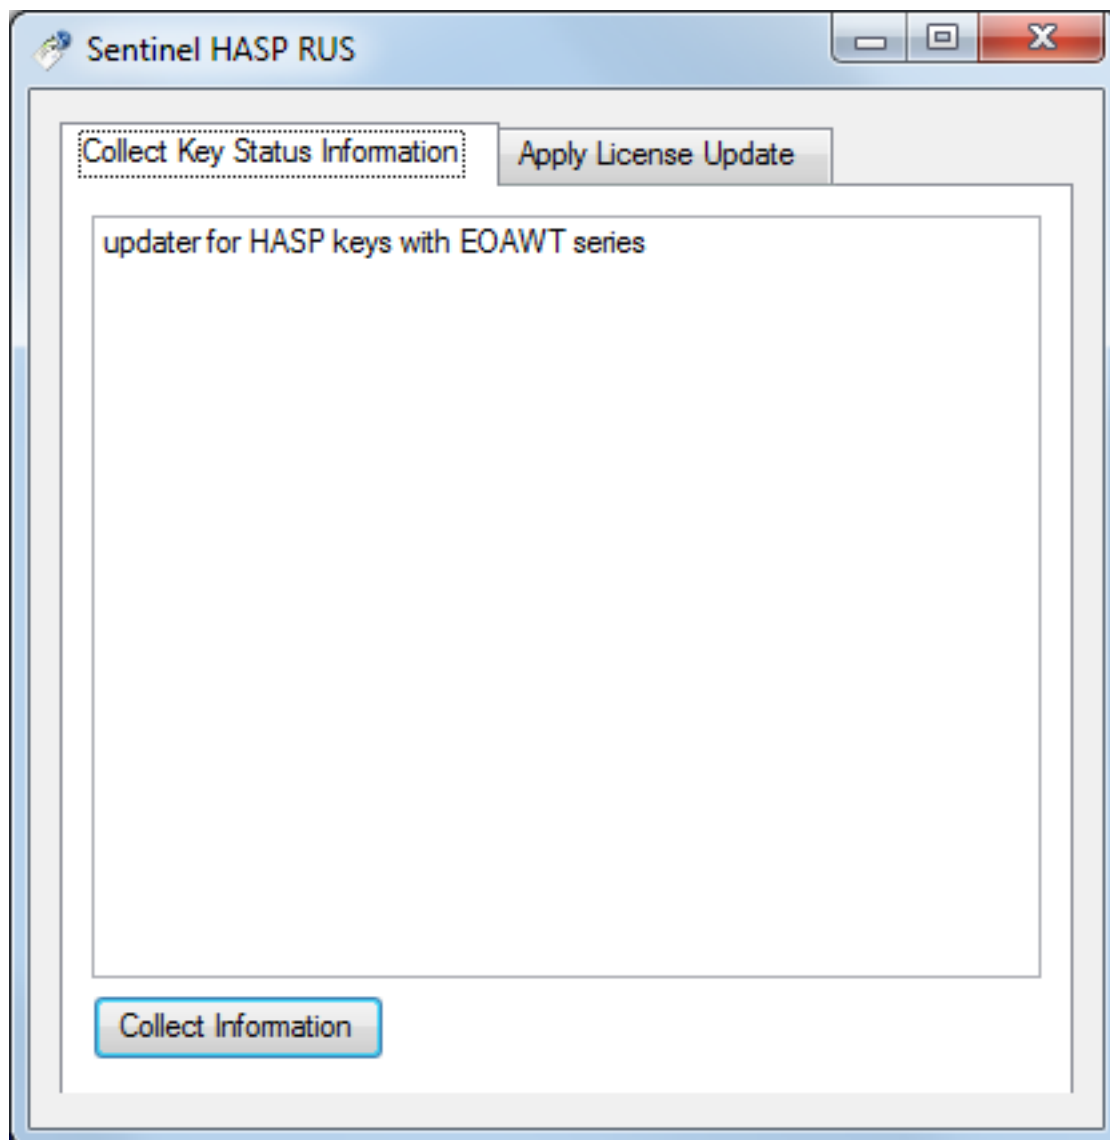 Sentinel HASP RUS
Collect Key Status Information
Apply License Update
updater for HASP keys with EOAWT series
Collect Information